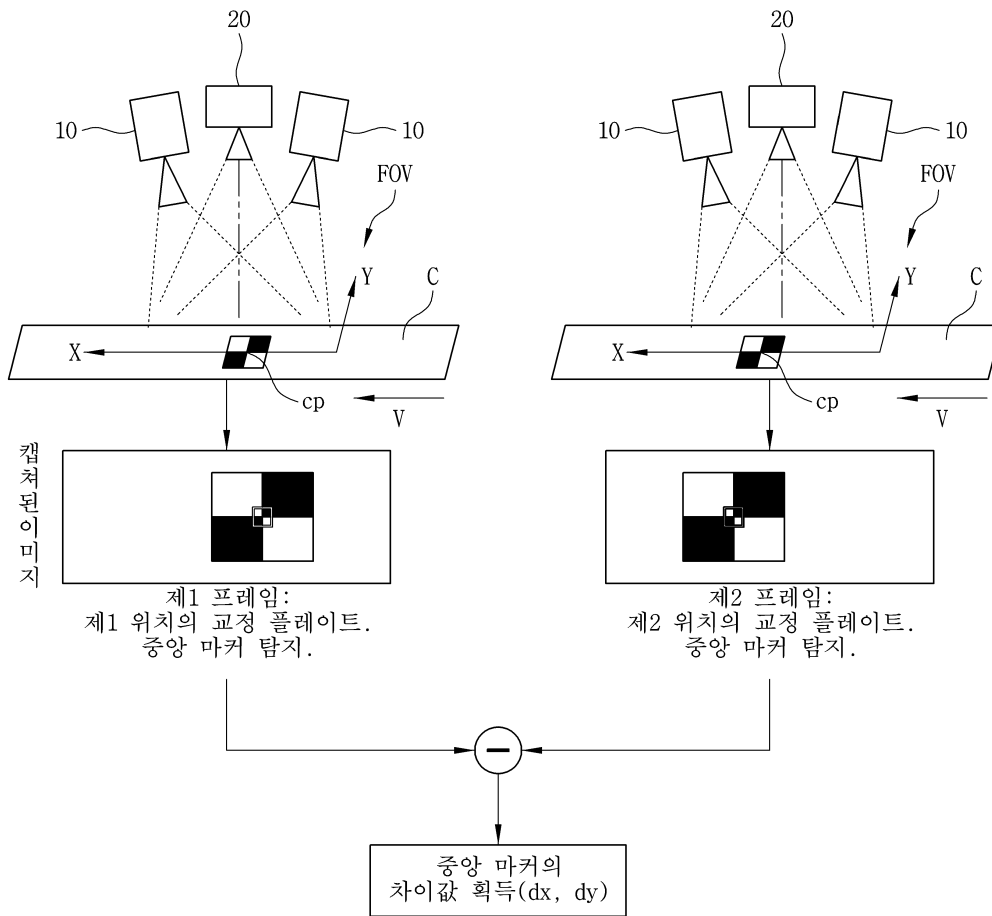 20
20
10
10
10
10
FOV
FOV
Y
C
Y
C
X
X
cp
cp
V
V
캡쳐된이미지
제1 프레임:
제1 위치의 교정 플레이트.
중앙 마커 탐지.
제2 프레임:
제2 위치의 교정 플레이트.
중앙 마커 탐지.
중앙 마커의
차이값 획득(dx, dy)